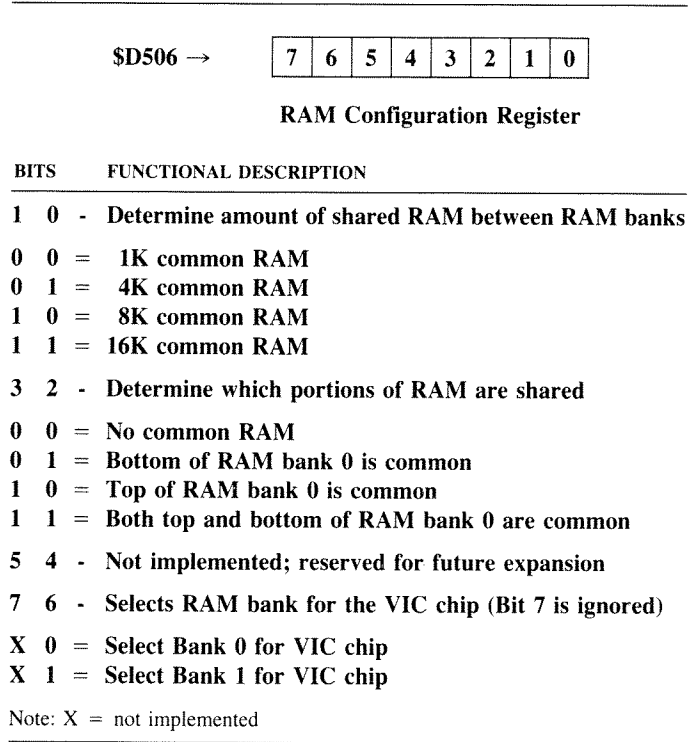 $D506 → 7 6 5 4 3 2 1 0
RAM Configuration Register
BITS FUNCTIONAL DESCRIPTION
1 0 - Determine amount of shared RAM between RAM banks
0 0 = 1K common RAM
0 1 = 4K common RAM
1 0 = 8K common RAM
1 1 = 16K common RAM
3 2 - Determine which portions of RAM are shared
0 0 = No common RAM
0 1 = Bottom of RAM bank 0 is common
1 0 = Top of RAM bank 0 is common
1 1 = Both top and bottom of RAM bank 0 are common
5 4 - Not implemented; reserved for future expansion
7 6 - Selects RAM bank for the VIC chip (Bit 7 is ignored)
X 0 = Select Bank 0 for VIC chip
X 1 = Select Bank 1 for VIC chip
Note: X = not implemented